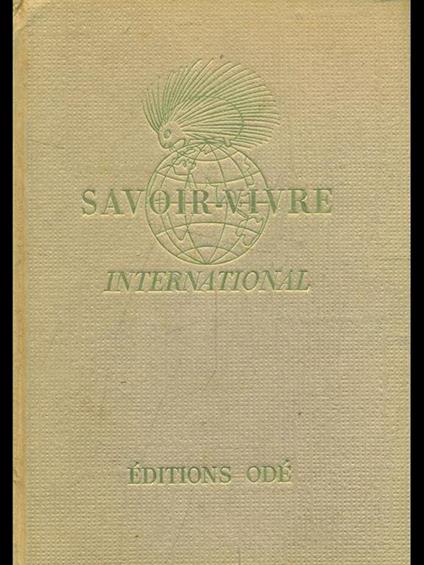 SAVOIR-VIVRE
INTERNATIONAL
ÉDITIONS ODÉ